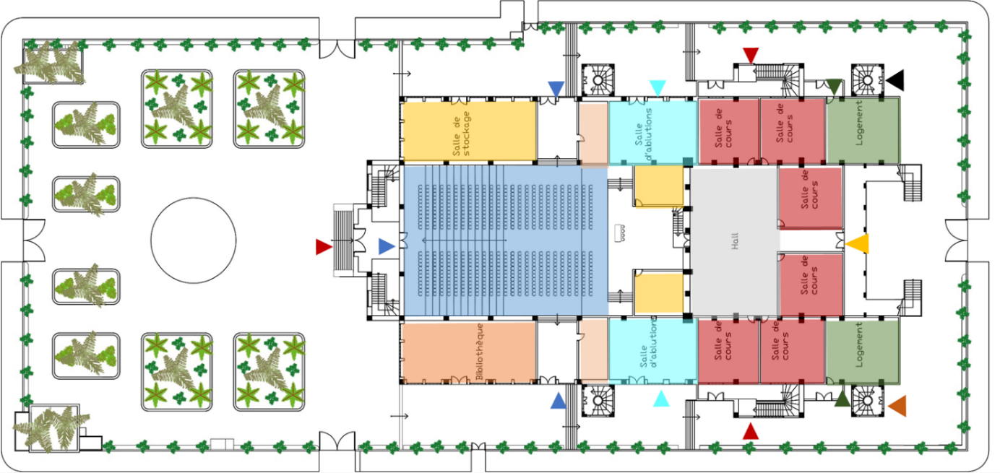 Salle de
stockage
Salle
d'ablutions
Salle de
cours
Salle de
cours
Logement
Salle de
cours
Hall
Salle de
cours
Bibliothèque
Salle
d'ablution
Salle de
cours
Salle de
cours
Logement